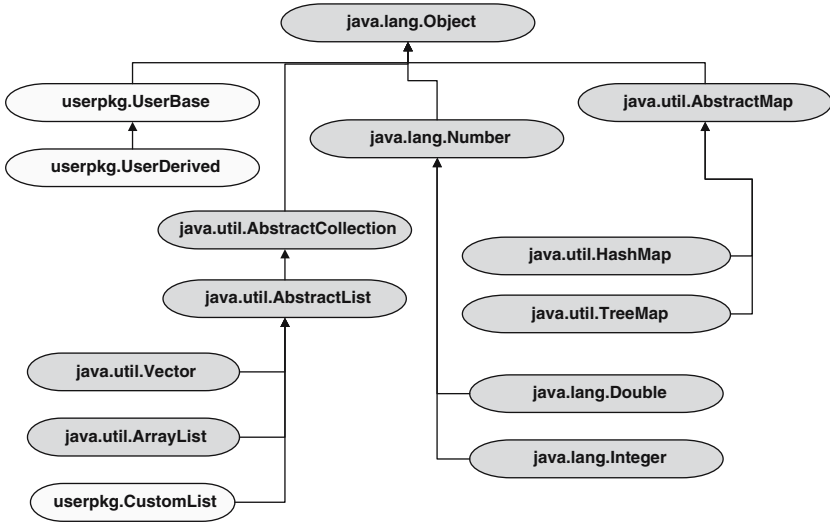 java.lang.Object
userpkg.UserBase
java.util.AbstractMap
java.lang.Number
userpkg.UserDerived
java.util.AbstractCollection
java.util.HashMap
java.util.AbstractList
java.util.TreeMap
java.util.Vector
java.lang.Double
java.util.ArrayList
java.lang.Integer
userpkg.CustomList